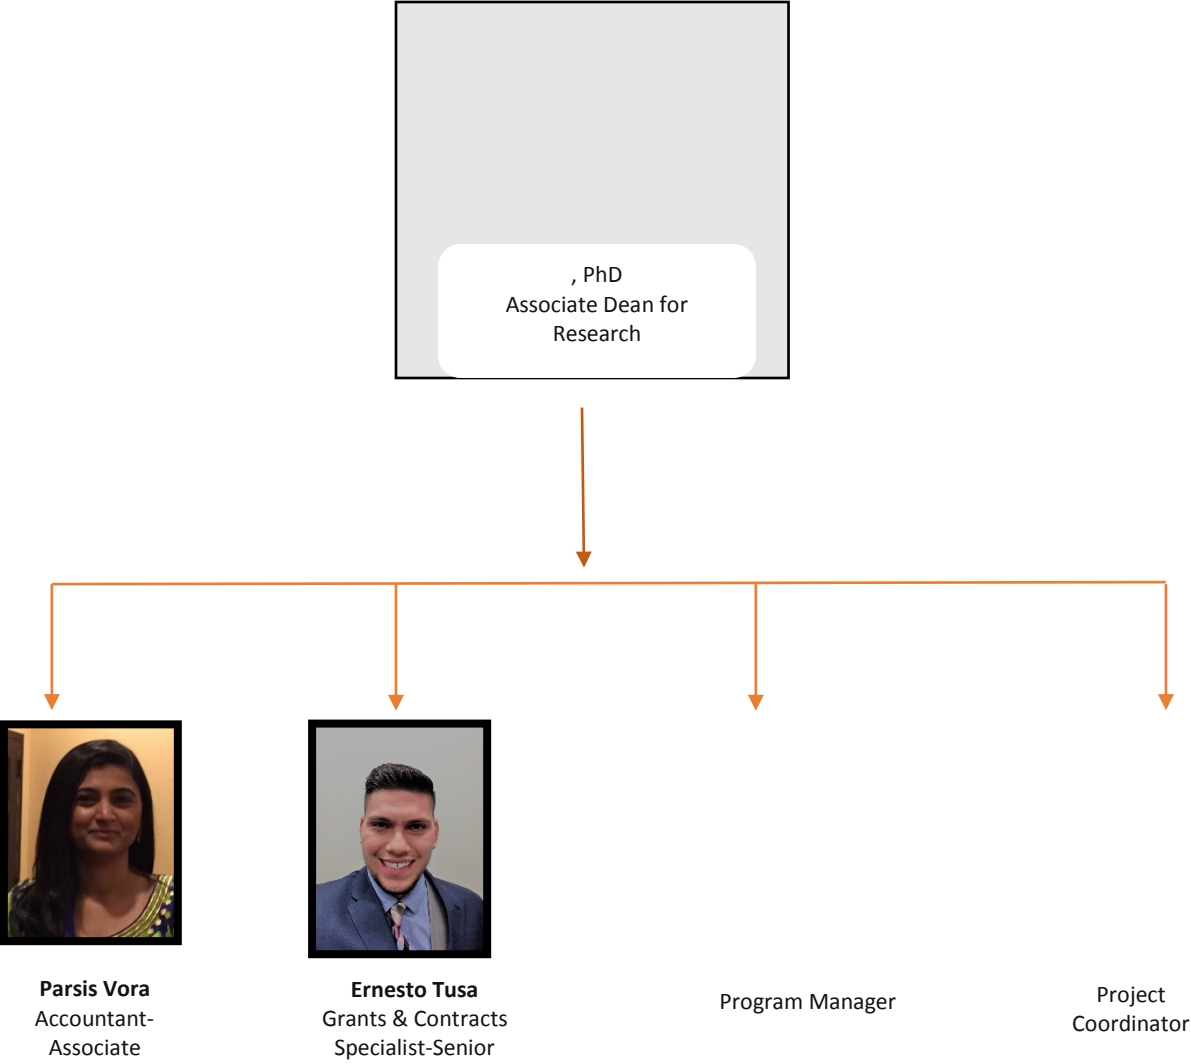 , PhD
Associate Dean for
Research
Parsis Vora
Accountant-
Associate
Ernesto Tusa
Grants & Contracts
Specialist-Senior
Program Manager
Project
Coordinator